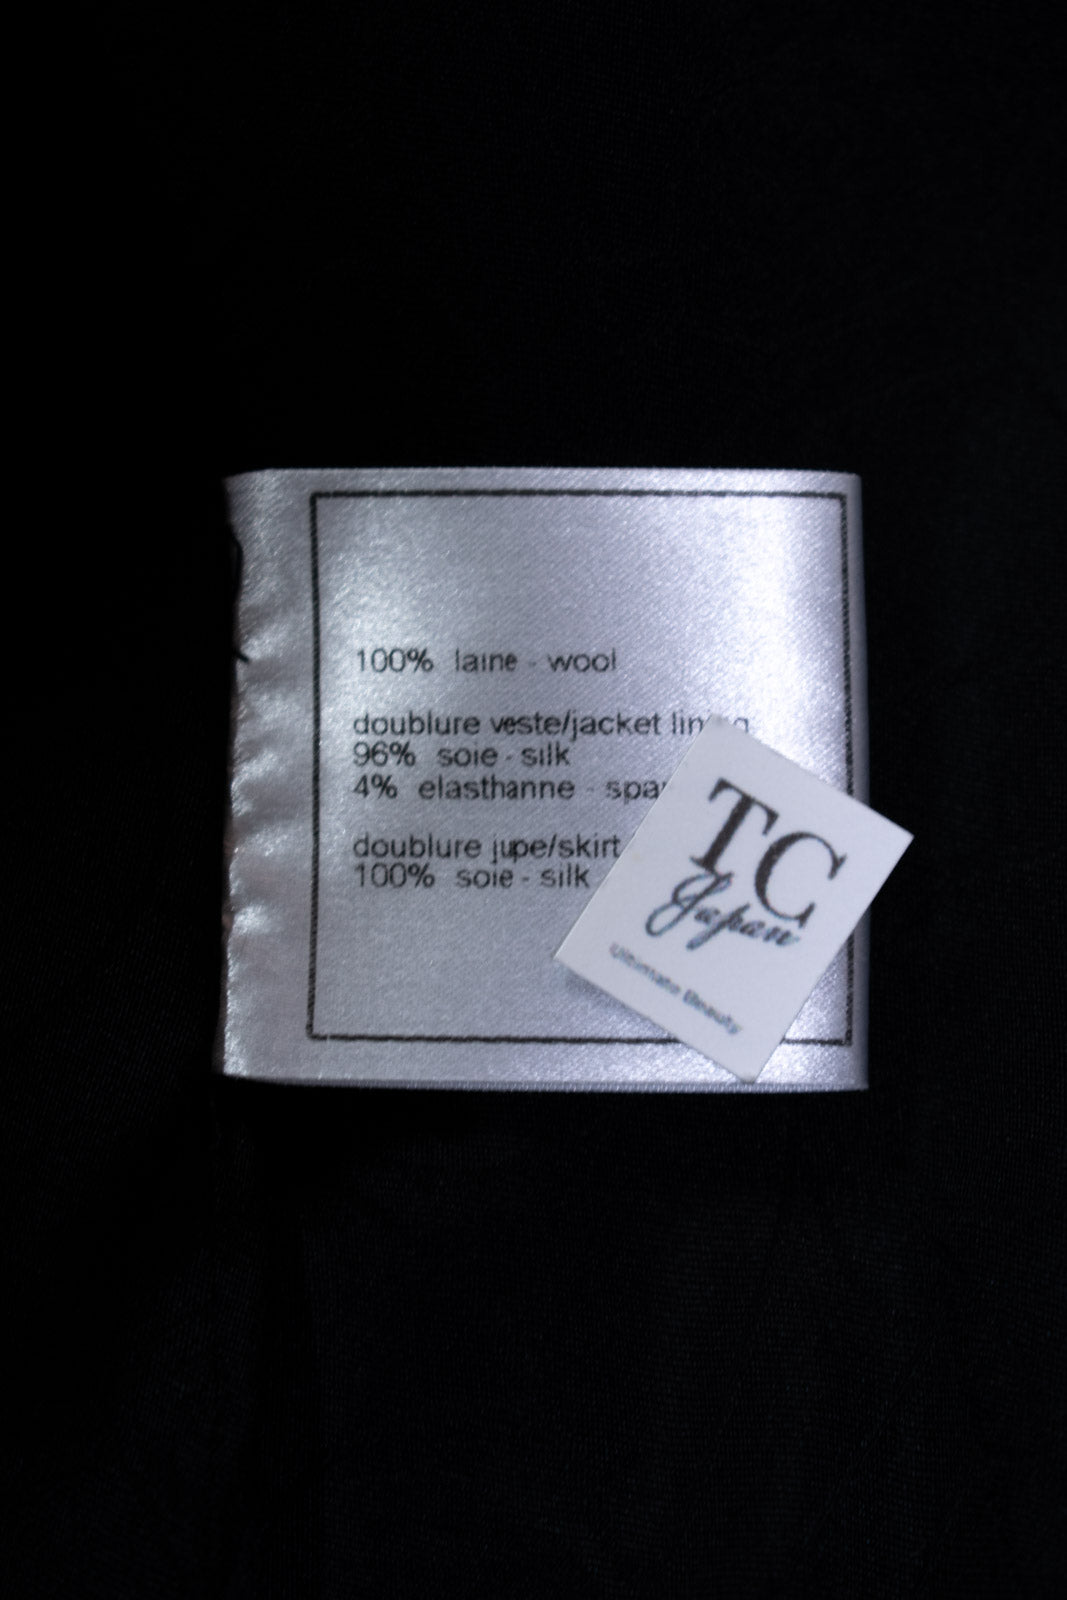 100% laine - wool
doublure veste/jacket lining
96% soie - silk
4% elasthanne - spa
doublure jupe/skirt
100% soie - silk
TC
Japan
Ultimate Beauty